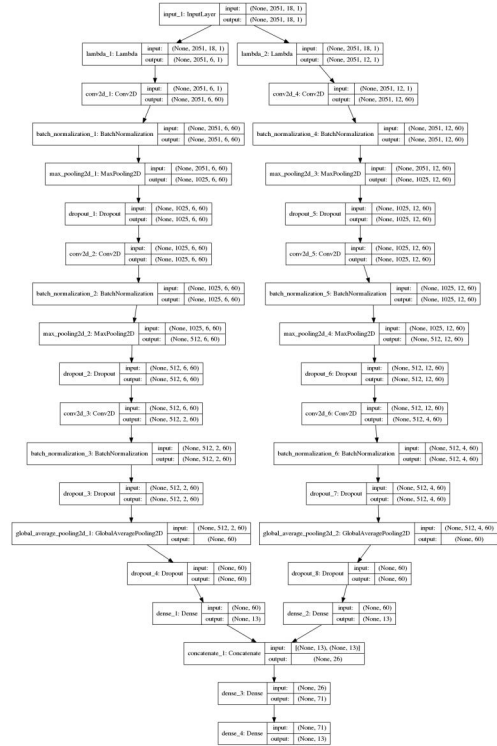 input_1: InputLayer input: (None, 2051, 18, 1)
output: (None, 2051, 18, 1)
lambda_1: Lambda input: (None, 2051, 18, 1)
output: (None, 2051, 6, 1)
lambda_2: Lambda input: (None, 2051, 18, 1)
output: (None, 2051, 12, 1)
conv2d_1: Conv2D input: (None, 2051, 6, 1)
output: (None, 2051, 6, 60)
conv2d_4: Conv2D input: (None, 2051, 12, 1)
output: (None, 2051, 12, 60)
batch_normalization_1: BatchNormalization input: (None, 2051, 6, 60)
output: (None, 2051, 6, 60)
batch_normalization_4: BatchNormalization input: (None, 2051, 12, 60)
output: (None, 2051, 12, 60)
max_pooling2d_1: MaxPooling2D input: (None, 2051, 6, 60)
output: (None, 1025, 6, 60)
max_pooling2d_3: MaxPooling2D input: (None, 2051, 12, 60)
output: (None, 1025, 12, 60)
dropout_1: Dropout input: (None, 1025, 6, 60)
output: (None, 1025, 6, 60)
dropout_5: Dropout input: (None, 1025, 12, 60)
output: (None, 1025, 12, 60)
conv2d_2: Conv2D input: (None, 1025, 6, 60)
output: (None, 1025, 6, 60)
conv2d_5: Conv2D input: (None, 1025, 12, 60)
output: (None, 1025, 12, 60)
batch_normalization_2: BatchNormalization input: (None, 1025, 6, 60)
output: (None, 1025, 6, 60)
batch_normalization_5: BatchNormalization input: (None, 1025, 12, 60)
output: (None, 1025, 12, 60)
max_pooling2d_2: MaxPooling2D input: (None, 1025, 6, 60)
output: (None, 512, 6, 60)
max_pooling2d_4: MaxPooling2D input: (None, 1025, 12, 60)
output: (None, 512, 12, 60)
dropout_2: Dropout input: (None, 512, 6, 60)
output: (None, 512, 6, 60)
dropout_6: Dropout input: (None, 512, 12, 60)
output: (None, 512, 12, 60)
conv2d_3: Conv2D input: (None, 512, 6, 60)
output: (None, 512, 2, 60)
conv2d_6: Conv2D input: (None, 512, 12, 60)
output: (None, 512, 4, 60)
batch_normalization_3: BatchNormalization input: (None, 512, 2, 60)
output: (None, 512, 2, 60)
batch_normalization_6: BatchNormalization input: (None, 512, 4, 60)
output: (None, 512, 4, 60)
dropout_3: Dropout input: (None, 512, 2, 60)
output: (None, 512, 2, 60)
dropout_7: Dropout input: (None, 512, 4, 60)
output: (None, 512, 4, 60)
global_average_pooling2d_1: GlobalAveragePooling2D input: (None, 512, 2, 60)
output: (None, 60)
global_average_pooling2d_2: GlobalAveragePooling2D input: (None, 512, 4, 60)
output: (None, 60)
dropout_4: Dropout input: (None, 60)
output: (None, 60)
dropout_8: Dropout input: (None, 60)
output: (None, 60)
dense_1: Dense input: (None, 60)
output: (None, 13)
dense_2: Dense input: (None, 60)
output: (None, 13)
concatenate_1: Concatenate input: [(None, 13), (None, 13)]
output: (None, 26)
dense_3: Dense input: (None, 26)
output: (None, 71)
dense_4: Dense input: (None, 71)
output: (None, 13)